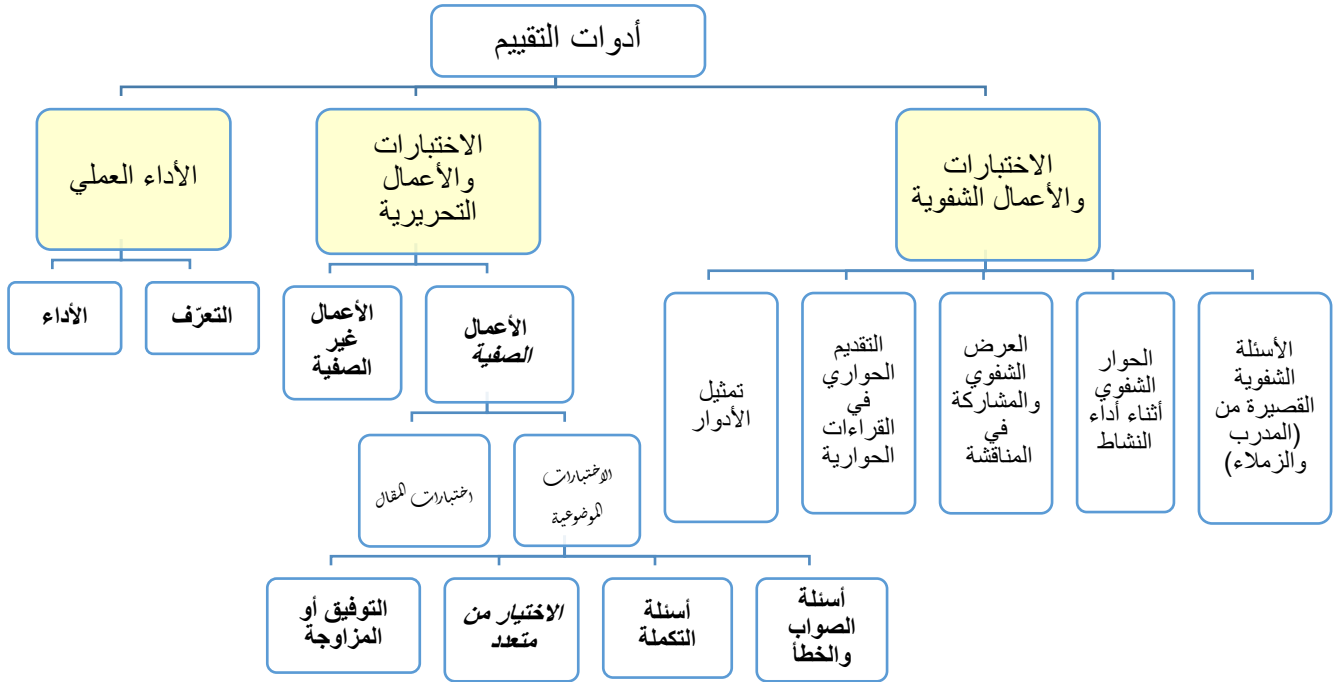 أدوات التقييم
الاختبارات
والأعمال الشفوية
الاختبارات
والأعمال
التحريرية
الأداء العملي
الأسئلة
الشفوية
القصيرة من
(المدرب
والزملاء)
الحوار
الشفوي
أثناء أداء
النشاط
العرض
الشفوي
والمشاركة
في
المناقشة
التقديم
الحواري
في
القراءات
الحوارية
تمثيل
الأدوار
الأعمال
الصفية
الأعمال
غير
الصفية
التعرّف
الأداء
الاختبارات
الموضوعية
اختبارات المقال
أسئلة
الصواب
والخطأ
أسئلة
التكملة
الاختيار من
متعدد
التوفيق أو
المزاوجة